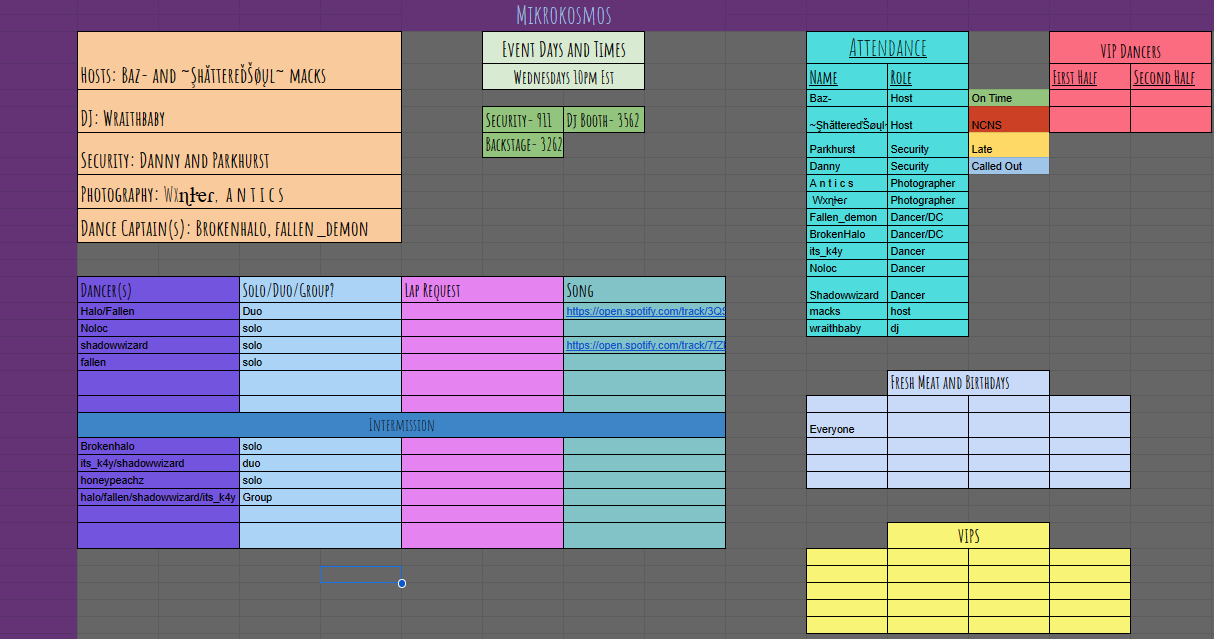 Mikrokosmos
Hosts: Baz- and ~ŞhăttereďŠøųl~ macks
DJ: Wraithbaby
Security: Danny and Parkhurst
Photography: Wxɳƚɇɾ, A n t i c s
Dance Captain(s): Brokenhalo, fallen_demon
Event Days and Times
Wednesdays 10pm Est
Security- 911 Dj Booth- 3562
Backstage- 3262
Attendance
Name Role
Baz- Host On Time
~ŞhăttereďŠøųl~ Host NCNS
Parkhurst Security Late
Danny Security Called Out
A n t i c s Photographer
Wxɳƚɇɾ Photographer
Fallen_demon Dancer/DC
BrokenHalo Dancer/DC
its_k4y Dancer
Noloc Dancer
Shadowwizard Dancer
macks host
wraithbaby dj
VIP Dancers
First Half Second Half
Dancer(s) Solo/Duo/Group? Lap Request Song
Halo/Fallen Duo https://open.spotify.com/track/3QS
Noloc solo
shadowwizard solo https://open.spotify.com/track/7fZ
fallen solo
Intermission
Brokenhalo solo
its_k4y/shadowwizard duo
honeypeachz solo
halo/fallen/shadowwizard/its_k4y Group
Fresh Meat and Birthdays
Everyone
VIPs